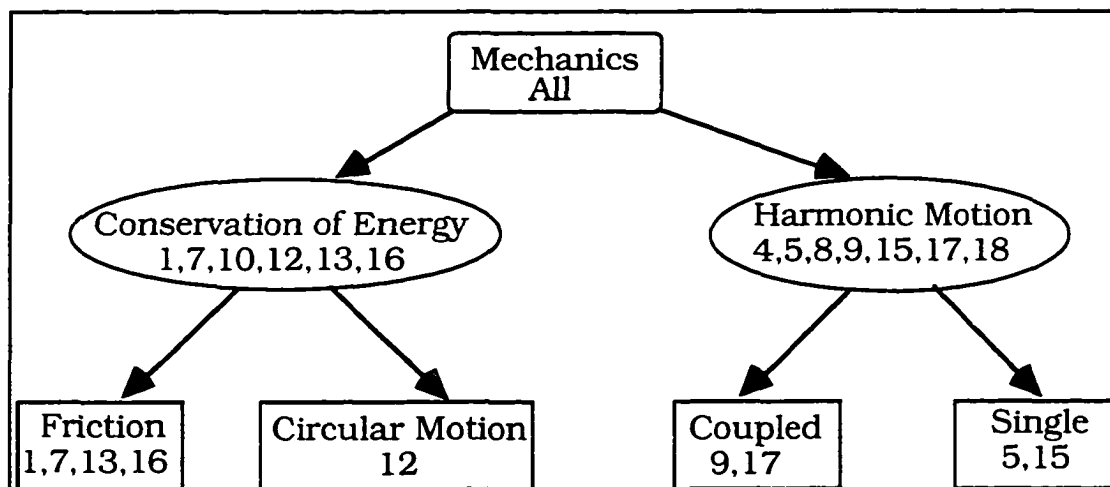 Mechanics
All
Conservation of Energy
1,7,10,12,13,16
Harmonic Motion
4,5,8,9,15,17,18
Friction
1,7,13,16
Circular Motion
12
Coupled
9,17
Single
5,15